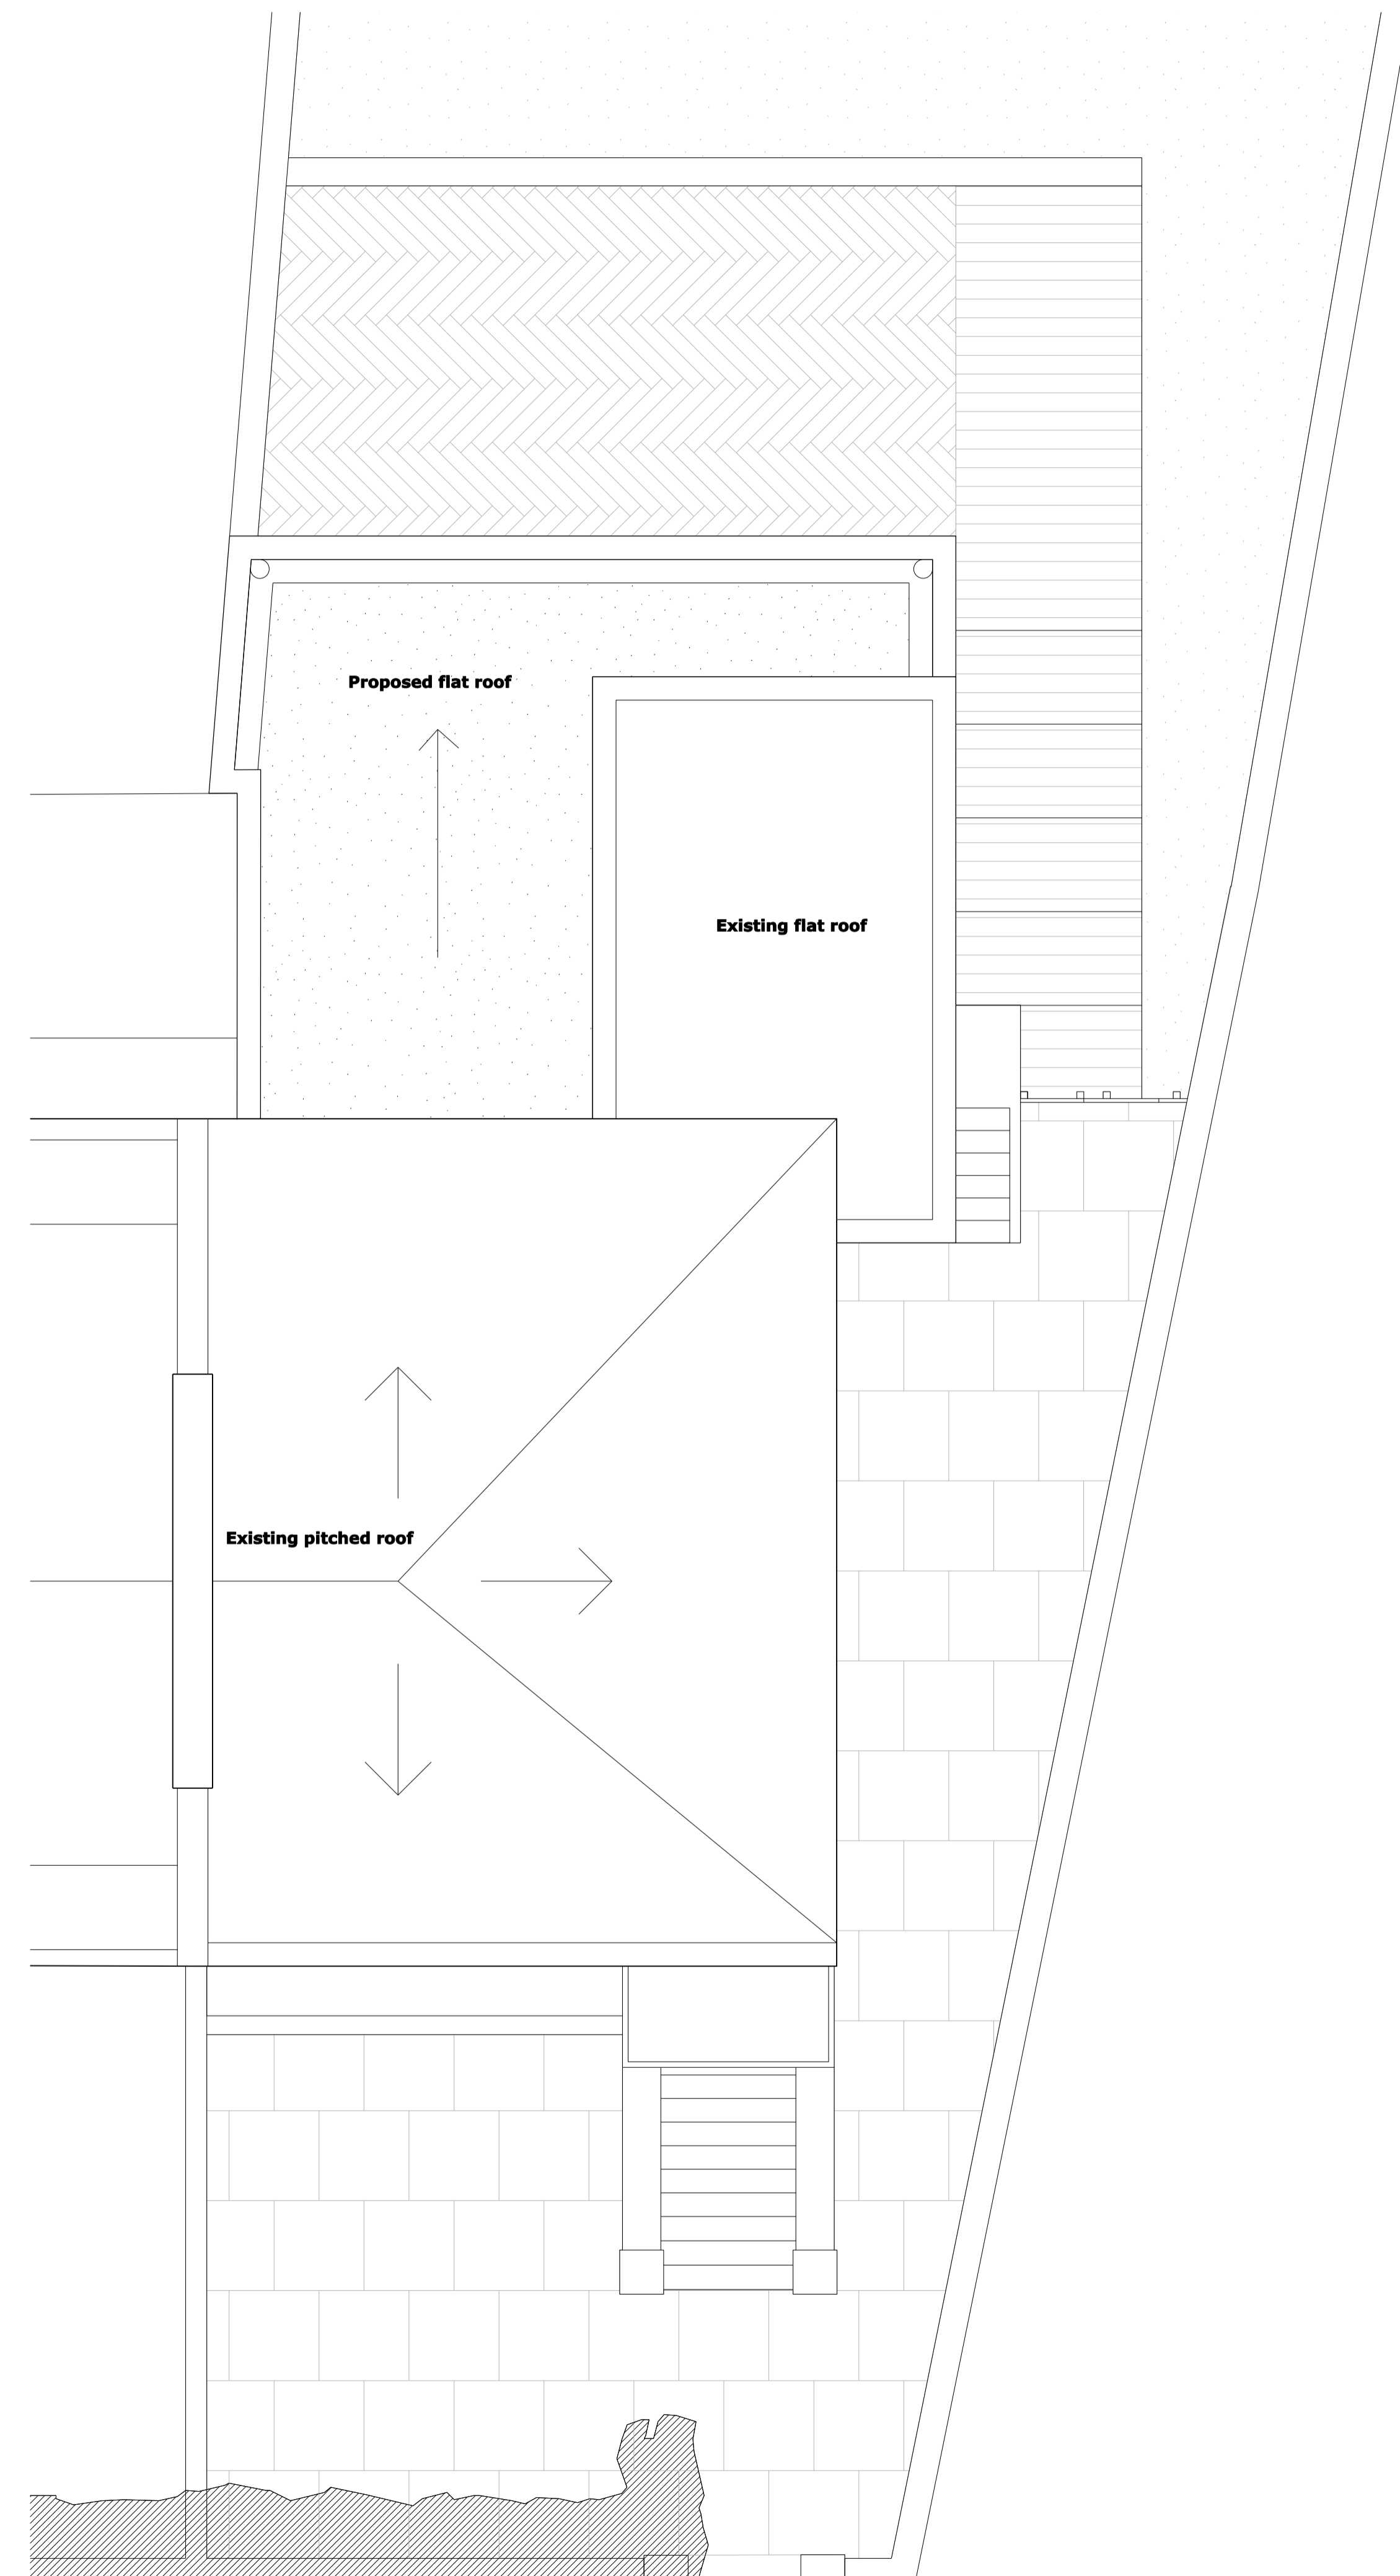 Proposed flat roof
Existing flat roof
Existing pitched roof